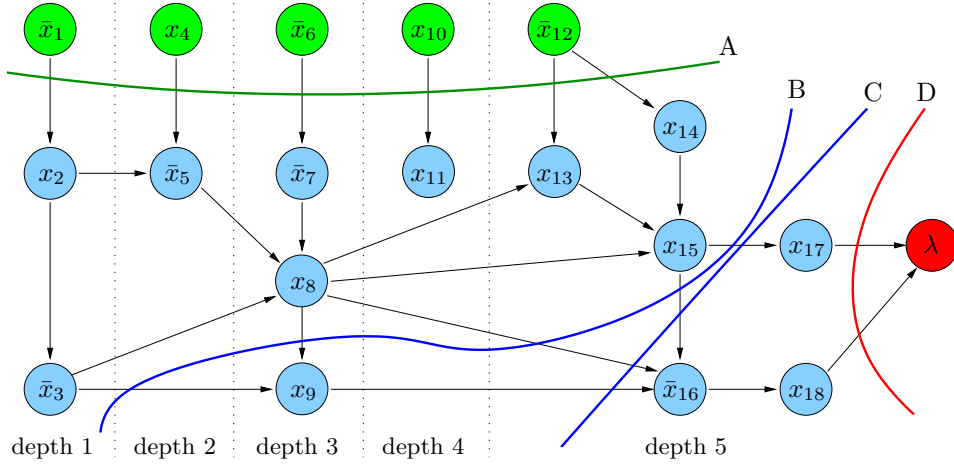 x̄₁ x₄ x̄₆ x₁₀ x̄₁₂
A
B C D
x₁₄
x₂ x̄₅ x̄₇ x₁₁ x₁₃
x₁₅ x₁₇ λ
x₈
x̄₃ x₉ x̄₁₆ x₁₈
depth 1 depth 2 depth 3 depth 4 depth 5